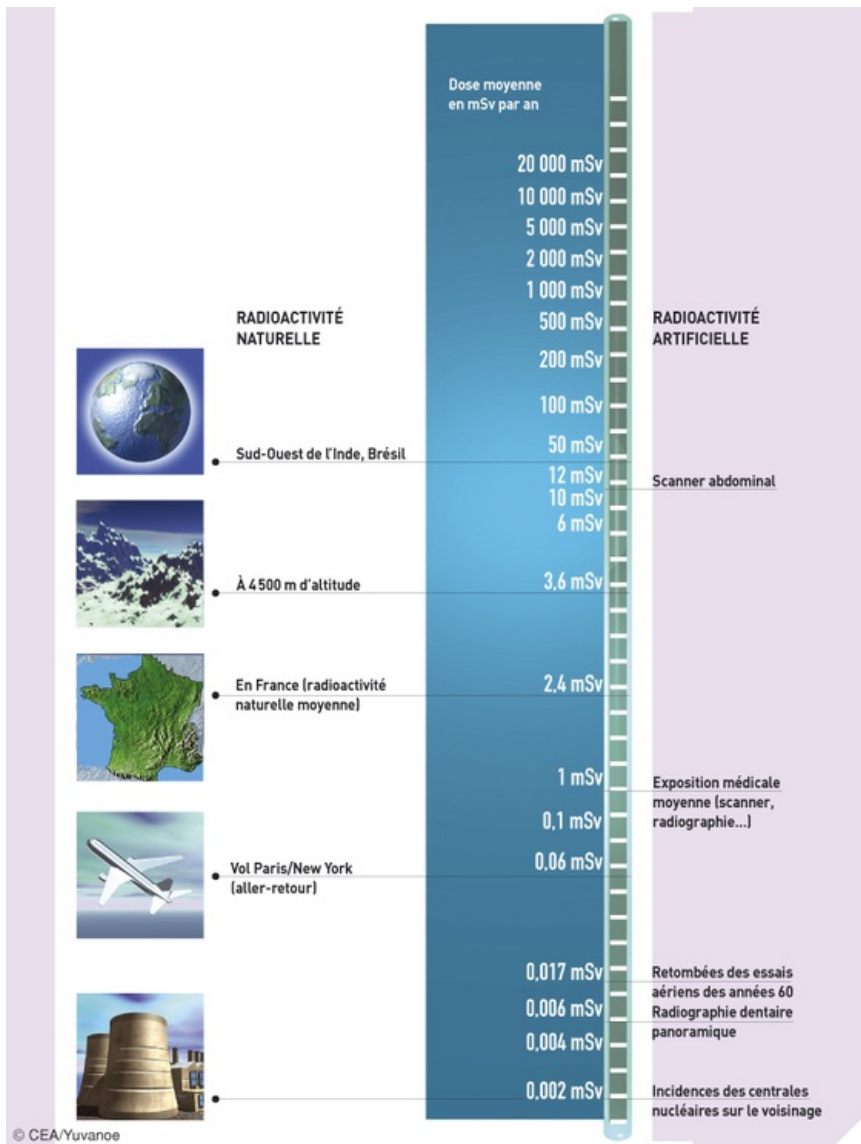 Dose moyenne
en mSv par an
20 000 mSv
10 000 mSv
5 000 mSv
2 000 mSv
1 000 mSv
RADIOACTIVITÉ
NATURELLE
500 mSv
RADIOACTIVITÉ
ARTIFICIELLE
200 mSv
100 mSv
50 mSv
Sud-Ouest de l'Inde, Brésil
12 mSv
Scanner abdominal
10 mSv
6 mSv
À 4500 m d'altitude
3,6 mSv
En France (radioactivité
naturelle moyenne)
2,4 mSv
1 mSv
Exposition médicale
moyenne (scanner,
radiographie...)
0,1 mSv
Vol Paris/New York
(aller-retour)
0,06 mSv
0,017 mSv
Retombées des essais
aériens des années 60
0,006 mSv
Radiographie dentaire
panoramique
0,004 mSv
0,002 mSv
Incidences des centrales
nucléaires sur le voisinage
© CEA/Yuvanoe